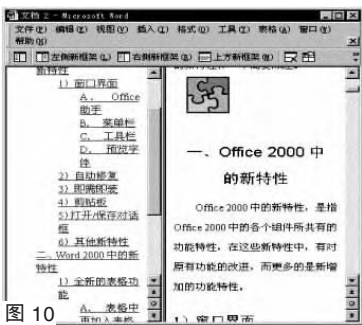 文档 2 - Microsoft Word
文件(F) 编辑(E) 视图(V) 插入(I) 格式(O) 工具(T) 表格(A) 窗口(W)
帮助(H)
左侧新框架(L) 右侧新框架(R) 上方新框架(N)
新特性
1) 窗口界面
A. Office
助手
B. 菜单栏
C. 工具栏
D. 预览字
体
2) 自动修复
3) 即需即装
4) 剪贴板
5)打开/保存对话
框
6) 其他新特性
二、Word 2000 中的新
特性
1) 全新的表格功
能
A. 表格中
再加入表格
一、Office 2000 中
的新特性
Office 2000 中的新特性，是指
Office 2000 中的各个组件所共有的
功能特性，在这些新特性中，有对
原有功能的改进，而更多的是新增
加的功能特性。
1) 窗口界面
图 10